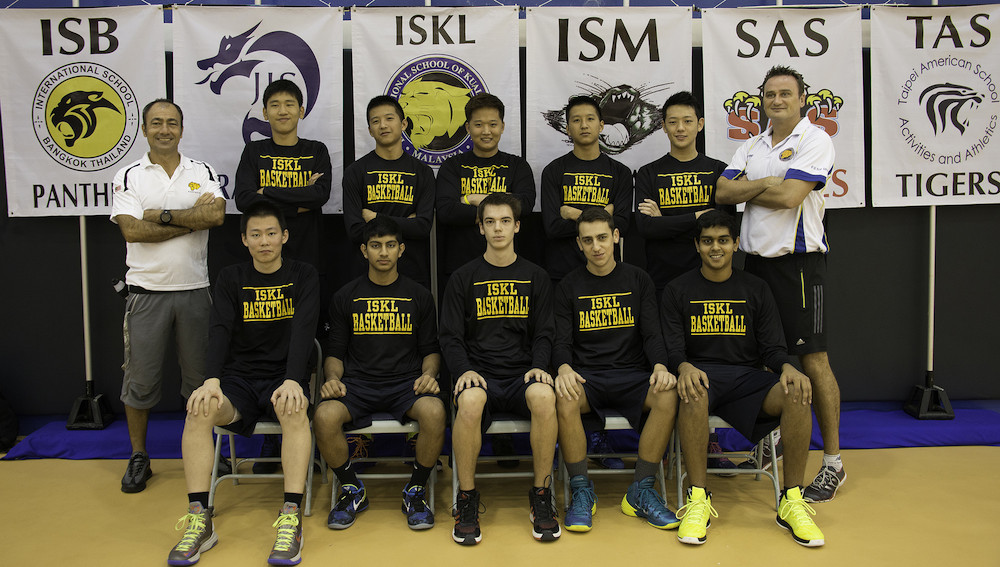 ISB
INTERNATIONAL SCHOOL
BANGKOK THAILAND
ISKL
MALAYSIA
ISM
SAS
TAS
Taipei American School
Activities and Athletics
TIGERS
ISKL
BASKETBALL
ISKL
BASKETBALL
ISKL
BASKETBALL
ISKL
BASKETBALL
ISKL
BASKETBALL
ISKL
BASKETBALL
ISKL
BASKETBALL
ISKL
BASKETBALL
ISKL
BASKETBALL
ISKL
BASKETBALL